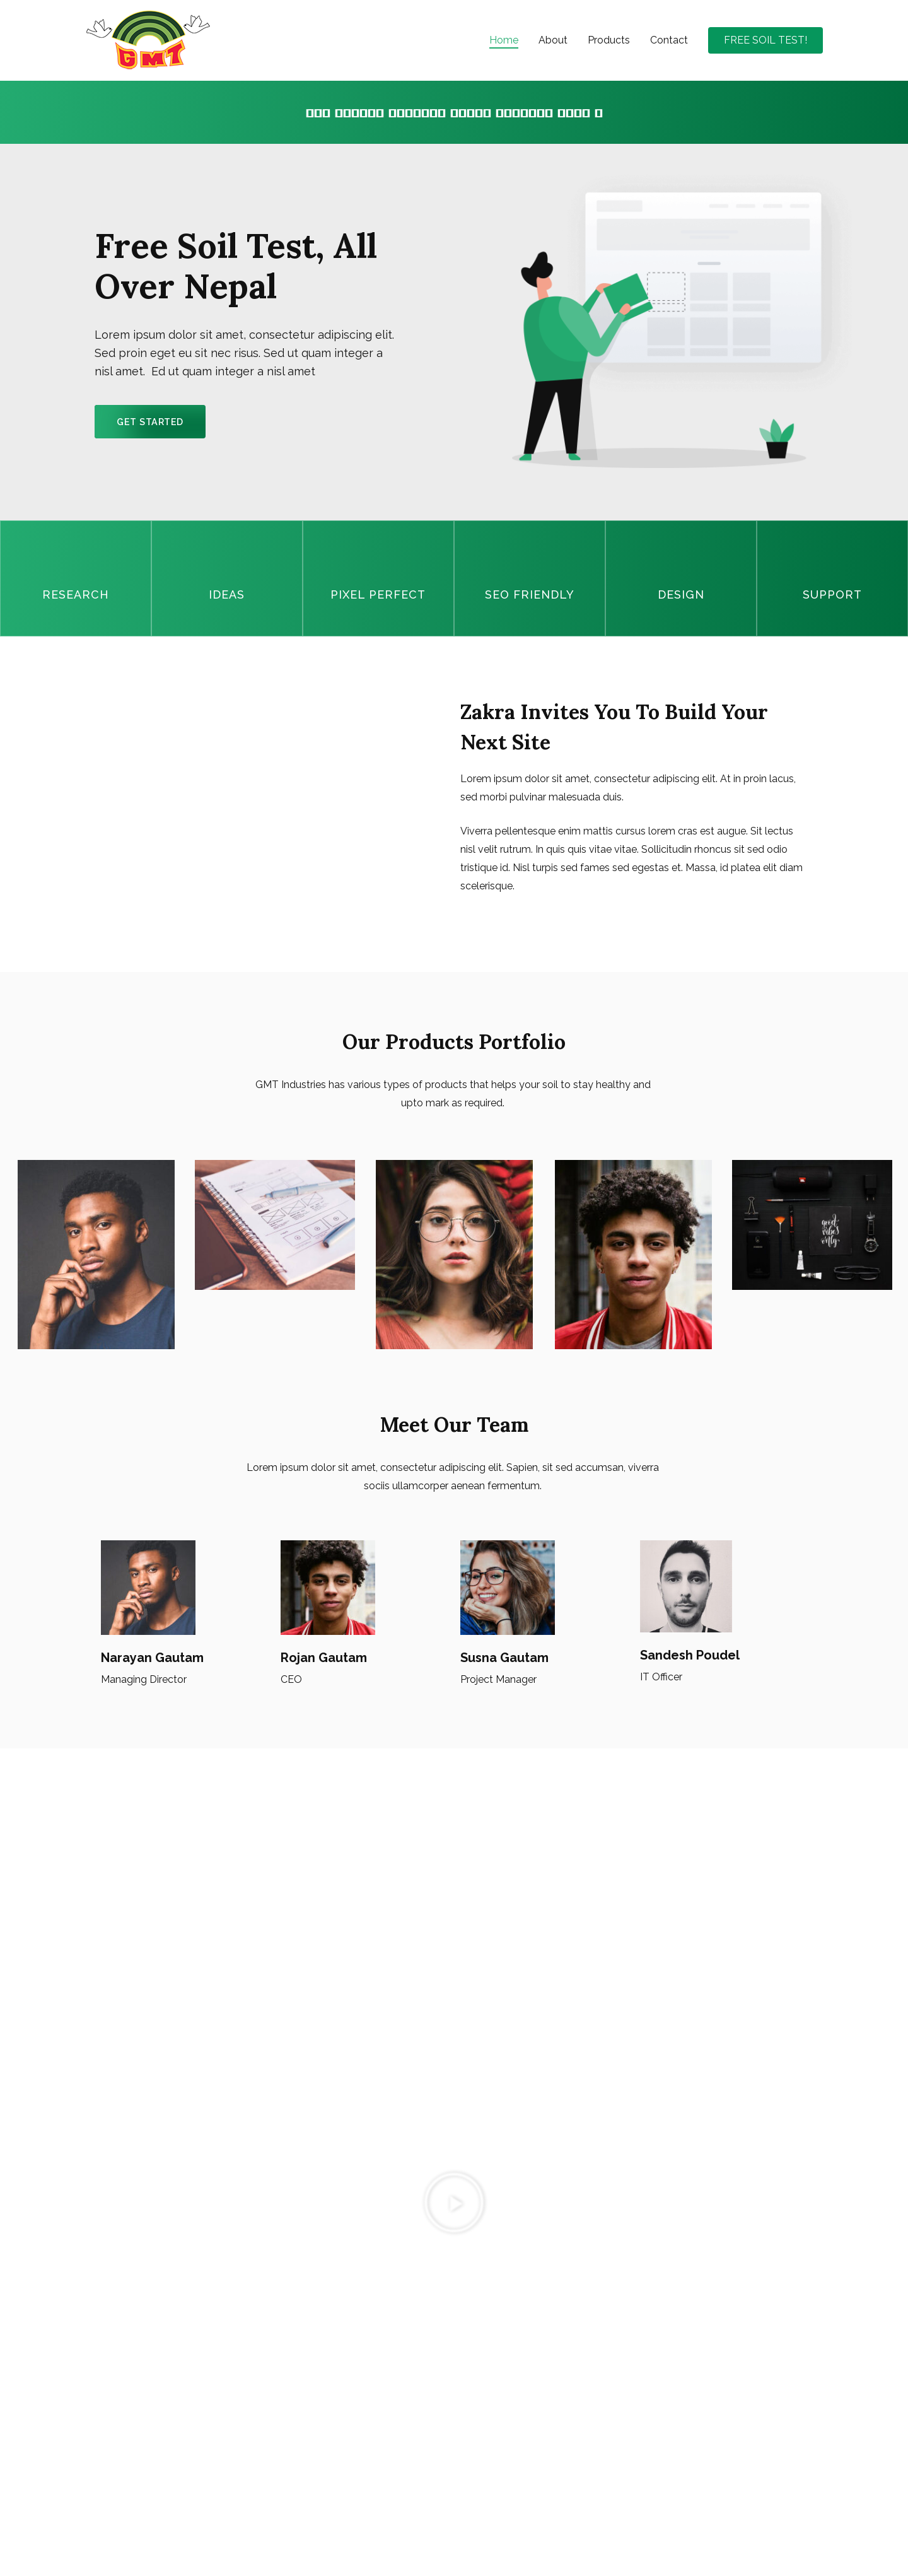 GMT
Home About Products Contact FREE SOIL TEST!
Free Soil Test, All
Over Nepal
Lorem ipsum dolor sit amet, consectetur adipiscing elit.
Sed proin eget eu sit nec risus. Sed ut quam integer a
nisl amet. Ed ut quam integer a nisl amet
GET STARTED
RESEARCH IDEAS PIXEL PERFECT SEO FRIENDLY DESIGN SUPPORT
Zakra Invites You To Build Your
Next Site
Lorem ipsum dolor sit amet, consectetur adipiscing elit. At in proin lacus,
sed morbi pulvinar malesuada duis.
Viverra pellentesque enim mattis cursus lorem cras est augue. Sit lectus
nisl velit rutrum. In quis quis vitae vitae. Sollicitudin rhoncus sit sed odio
tristique id. Nisl turpis sed fames sed egestas et. Massa, id platea elit diam
scelerisque.
Our Products Portfolio
GMT Industries has various types of products that helps your soil to stay healthy and
upto mark as required.
good
vibes
only
Meet Our Team
Lorem ipsum dolor sit amet, consectetur adipiscing elit. Sapien, sit sed accumsan, viverra
sociis ullamcorper aenean fermentum.
Narayan Gautam
Managing Director
Rojan Gautam
CEO
Susna Gautam
Project Manager
Sandesh Poudel
IT Officer